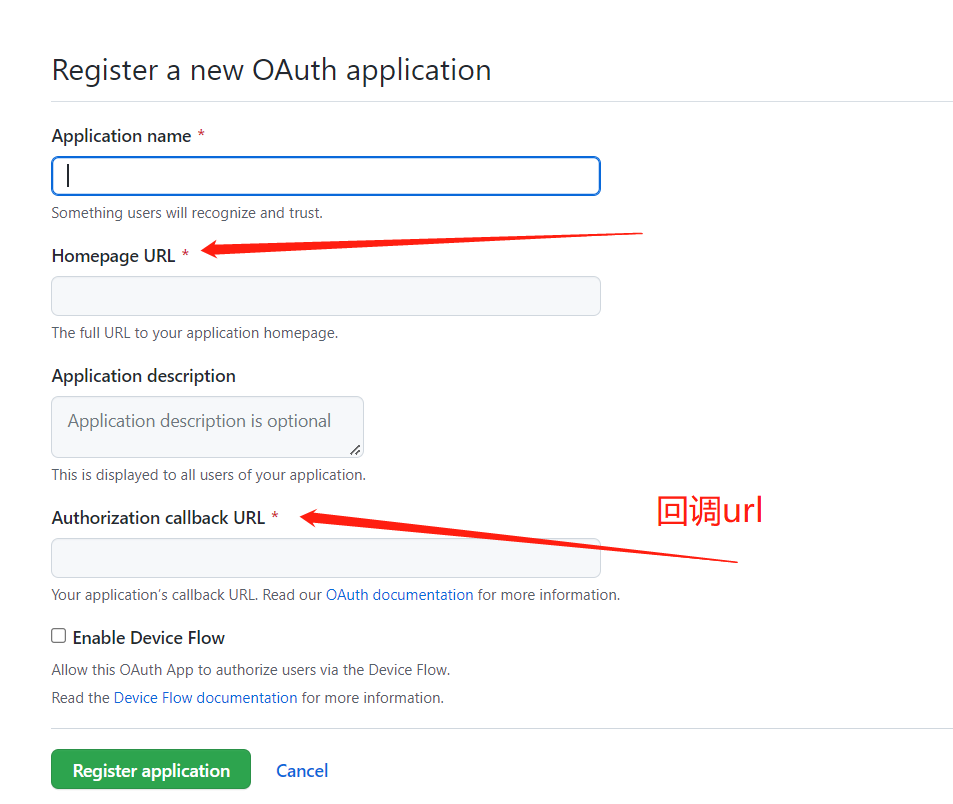 Register a new OAuth application
Application name *
Something users will recognize and trust.
Homepage URL *
The full URL to your application homepage.
Application description
Application description is optional
This is displayed to all users of your application.
回调url
Authorization callback URL *
Your application’s callback URL. Read our OAuth documentation for more information.
Enable Device Flow
Allow this OAuth App to authorize users via the Device Flow.
Read the Device Flow documentation for more information.
Register application Cancel